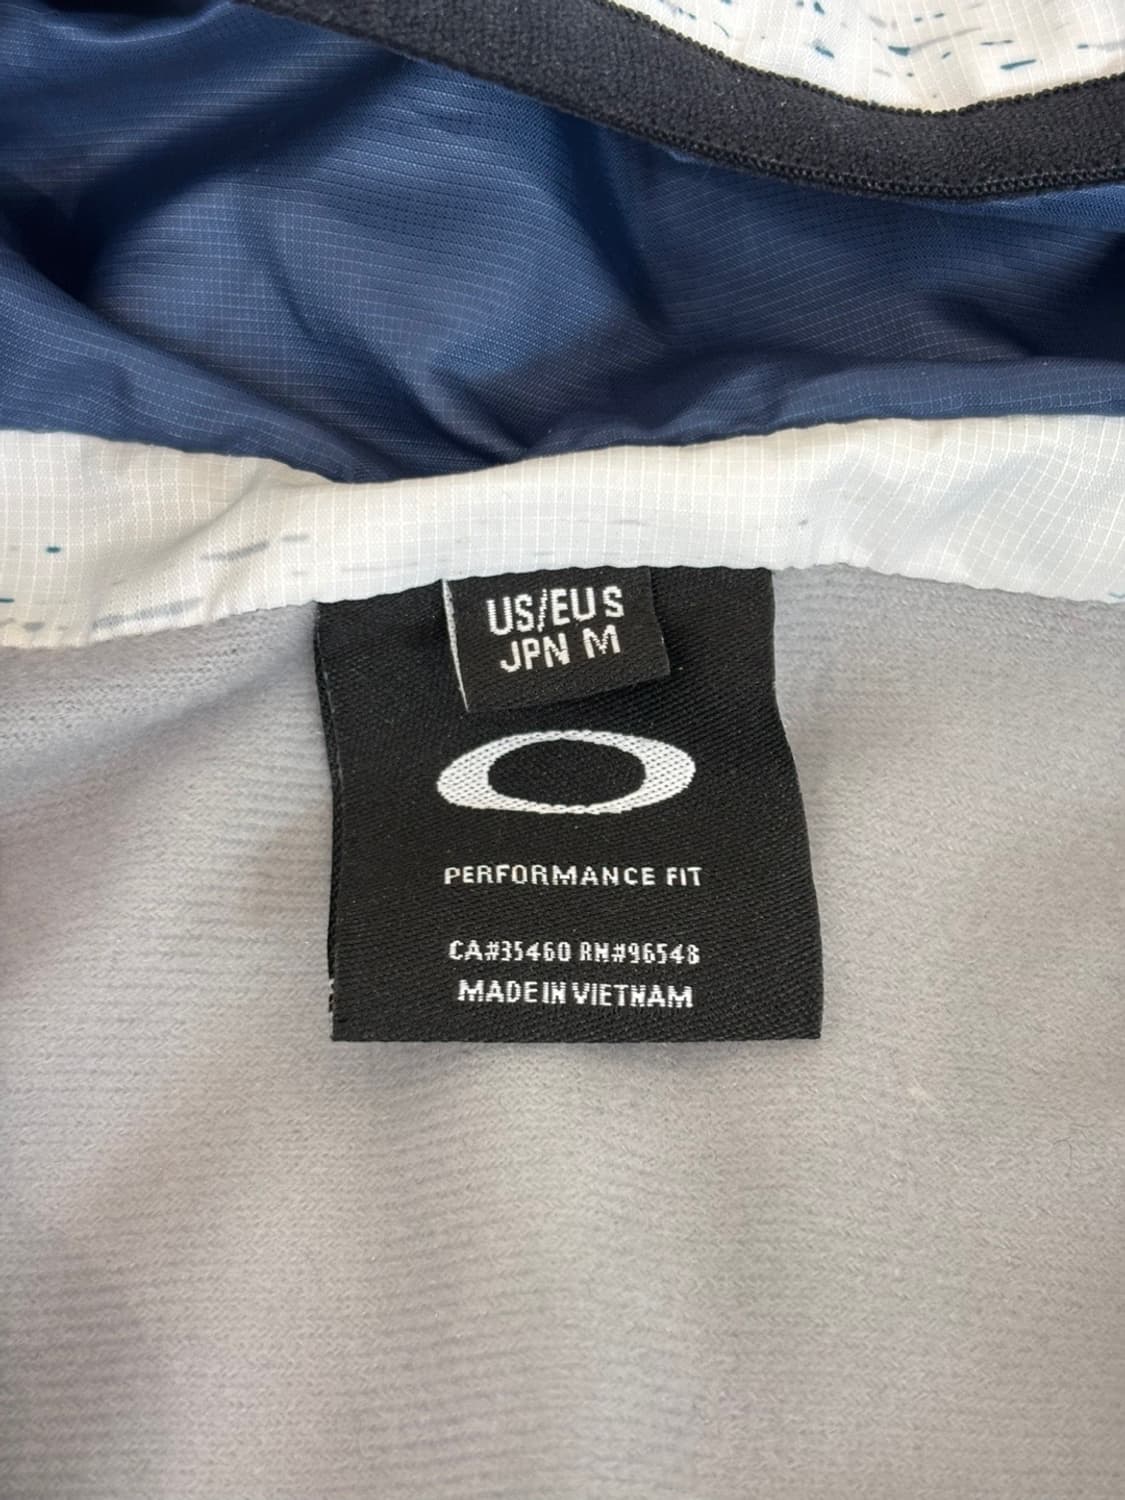 US/EU S
JPN M
PERFORMANCE FIT
CA#35460 RN#96548
MADE IN VIETNAM